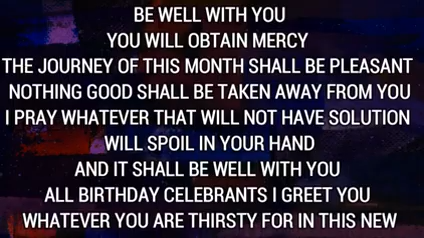 BE WELL WITH YOU
YOU WILL OBTAIN MERCY
THE JOURNEY OF THIS MONTH SHALL BE PLEASANT
NOTHING GOOD SHALL BE TAKEN AWAY FROM YOU
I PRAY WHATEVER THAT WILL NOT HAVE SOLUTION
WILL SPOIL IN YOUR HAND
AND IT SHALL BE WELL WITH YOU
ALL BIRTHDAY CELEBRANTS I GREET YOU
WHATEVER YOU ARE THIRSTY FOR IN THIS NEW